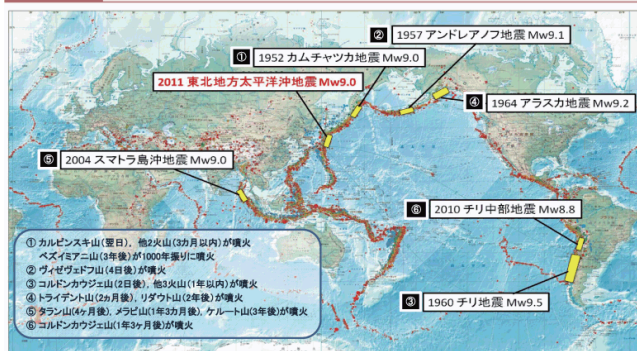 ② 1957 アンドレアノフ地震 Mw9.1
① 1952 カムチャツカ地震 Mw9.0
2011 東北地方太平洋沖地震 Mw9.0
④ 1964 アラスカ地震 Mw9.2
⑤ 2004 スマトラ島沖地震 Mw9.0
⑥ 2010 チリ中部地震 Mw8.8
③ 1960 チリ地震 Mw9.5
① カルピンスキ山(翌日), 他2火山(3カ月以内)が噴火
ベズイミアニ山(3年後)が1000年振りに噴火
② ヴィゼヴェドフ山(4日後)が噴火
③ コルドンカウジェ山(2日後), 他3火山(1年以内)が噴火
④ トライデント山(2ヵ月後), リダウト山(2年後)が噴火
⑤ タラン山(4ヶ月後), メラピ山(1年3カ月後), ケルート山(3年後)が噴火
⑥ コルドンカウジェ山(1年3ヶ月後)が噴火